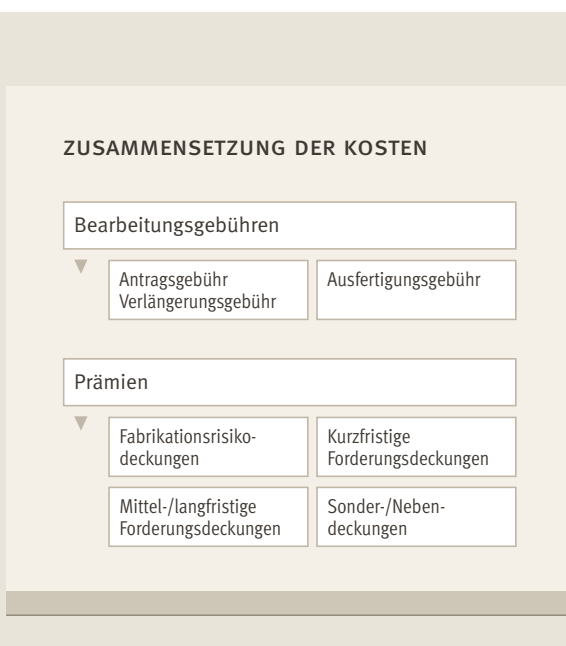 ZUSAMMENSETZUNG DER KOSTEN
Bearbeitungsgebühren
Antragsgebühr
Verlängerungsgebühr
Ausfertigungsgebühr
Prämien
Fabrikationsrisiko-
deckungen
Kurzfristige
Forderungsdeckungen
Mittel-/langfristige
Forderungsdeckungen
Sonder-/Neben-
deckungen